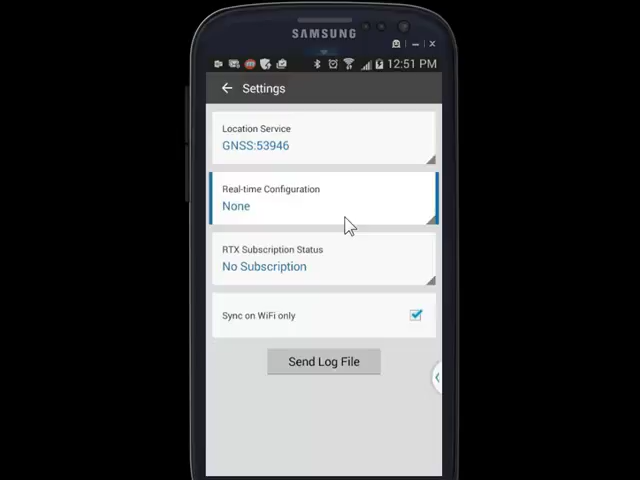 SAMSUNG
12:51 PM
Settings
Location Service
GNSS:53946
Real-time Configuration
None
RTX Subscription Status
No Subscription
Sync on WiFi only
Send Log File